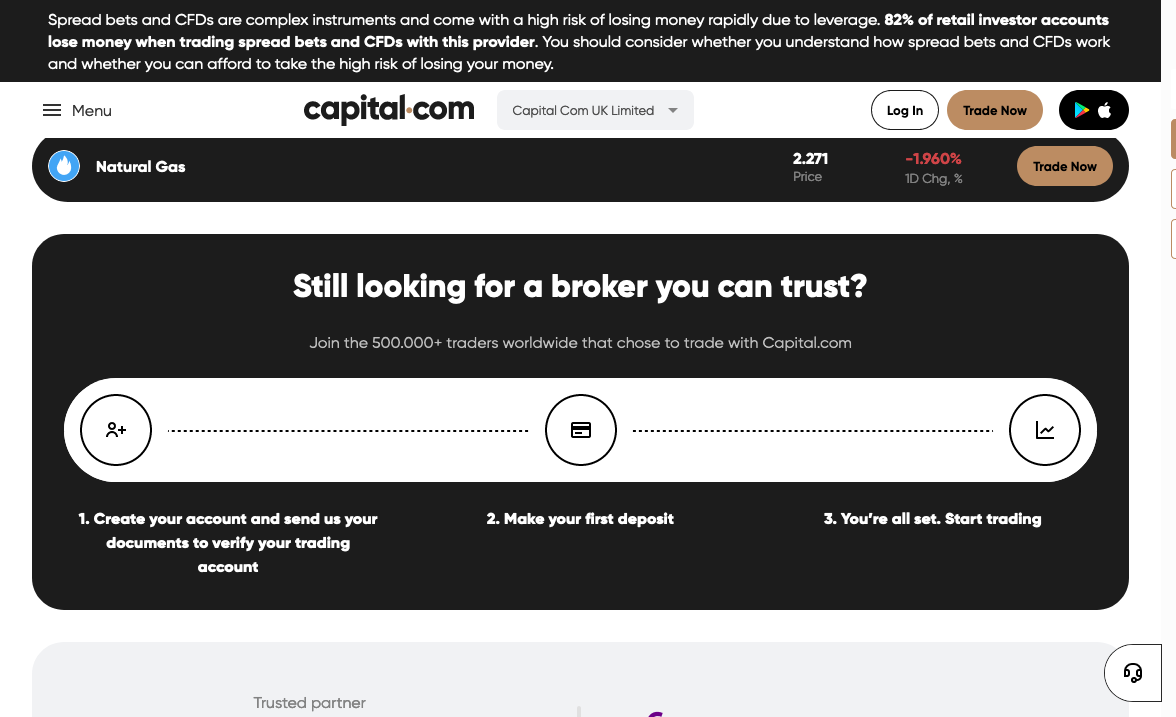 Spread bets and CFDs are complex instruments and come with a high risk of losing money rapidly due to leverage. 82% of retail investor accounts
lose money when trading spread bets and CFDs with this provider. You should consider whether you understand how spread bets and CFDs work
and whether you can afford to take the high risk of losing your money.
Menu
capital.com
Capital Com UK Limited
Log In
Trade Now
Natural Gas
2.271
Price
-1.960%
1D Chg, %
Trade Now
Still looking for a broker you can trust?
Join the 500.000+ traders worldwide that chose to trade with Capital.com
1. Create your account and send us your
documents to verify your trading
account
2. Make your first deposit
3. You’re all set. Start trading
Trusted partner